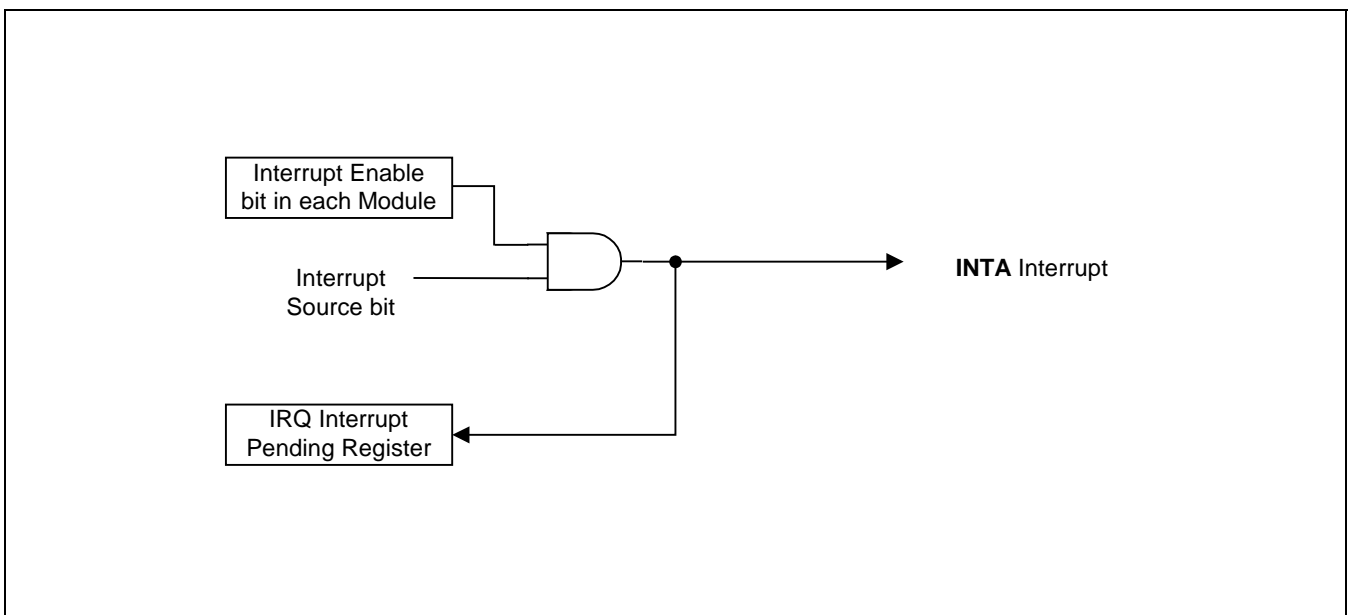 Interrupt Enable
bit in each Module
Interrupt
Source bit
INTA Interrupt
IRQ Interrupt
Pending Register